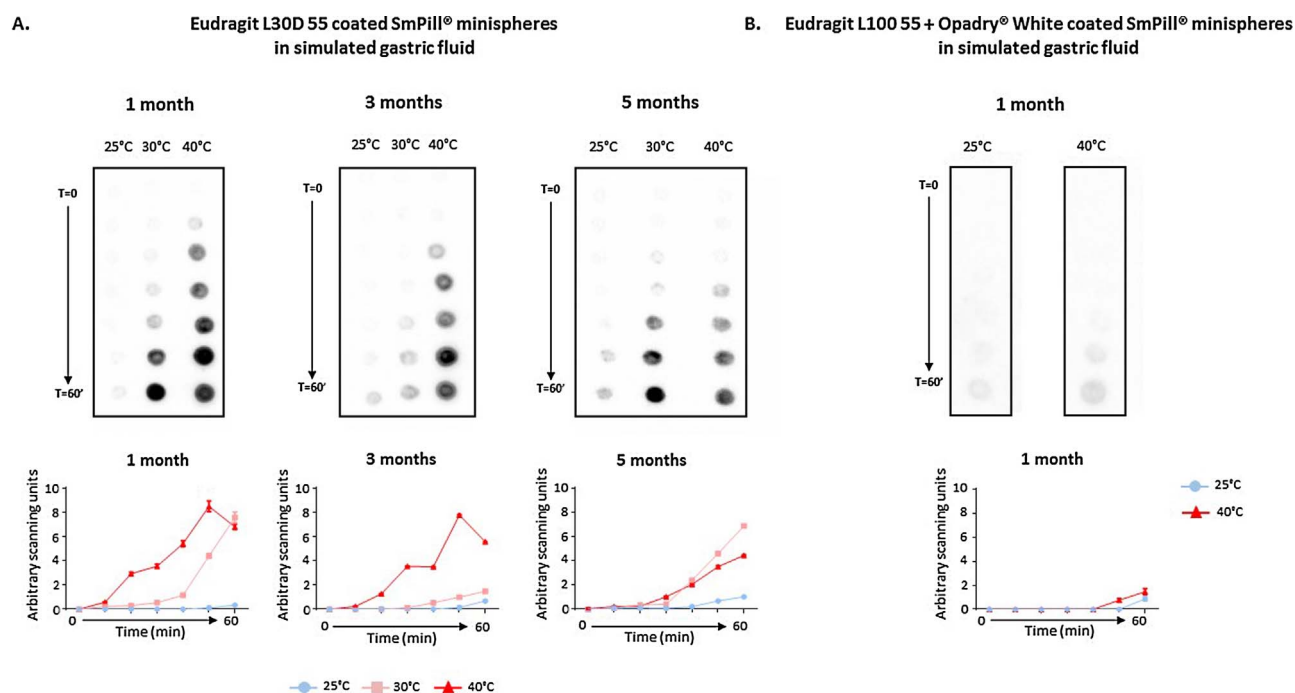 A.
Eudragit L30D 55 coated SmPill® minispheres
in simulated gastric fluid
B.
Eudragit L100 55 + Opadry® White coated SmPill® minispheres
in simulated gastric fluid
1 month
3 months
5 months
1 month
25°C 30°C 40°C
25°C 30°C 40°C
25°C 30°C 40°C
25°C 40°C
T=0
T=60'
T=0
T=60'
T=0
T=60'
T=0
T=60'
1 month
Arbitrary scanning units
10
8
6
4
2
0
0 Time (min) 60
3 months
Arbitrary scanning units
10
8
6
4
2
0
0 Time (min) 60
5 months
Arbitrary scanning units
10
8
6
4
2
0
0 Time (min) 60
1 month
Arbitrary scanning units
10
8
6
4
2
0
0 Time (min) 60
25°C
40°C
25°C 30°C 40°C